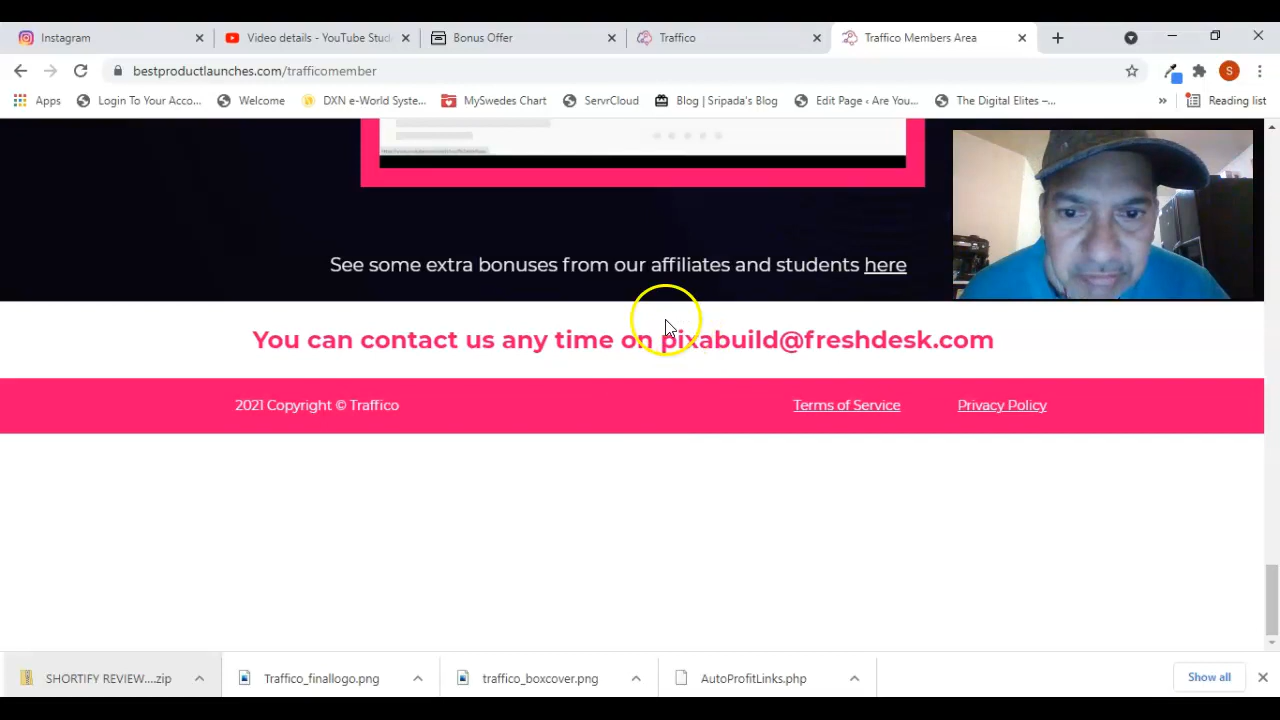 Instagram
Video details - YouTube Stud
Bonus Offer
Traffico
Traffico Members Area
bestproductlaunches.com/trafficomember
S
Apps
Login To Your Acco...
Welcome
DXN e-World Syste...
MySwedes Chart
ServrCloud
Blog | Sripada's Blog
Edit Page ‹ Are You...
The Digital Elites –...
»
Reading list
See some extra bonuses from our affiliates and students here
You can contact us any time on pixabuild@freshdesk.com
2021 Copyright © Traffico
Terms of Service
Privacy Policy
SHORTIFY REVIEW....zip
Traffico_finallogo.png
traffico_boxcover.png
AutoProfitLinks.php
Show all